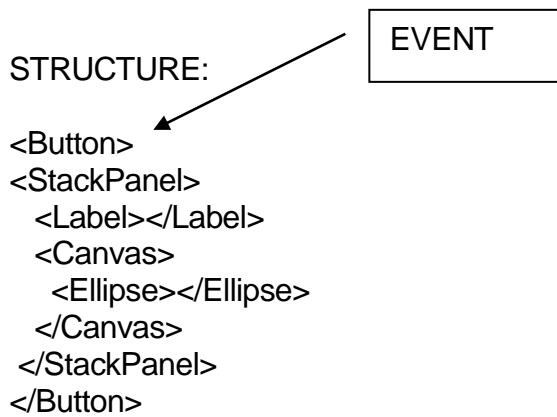 EVENT
STRUCTURE:
<Button>
<StackPanel>
<Label></Label>
<Canvas>
<Ellipse></Ellipse>
</Canvas>
</StackPanel>
</Button>